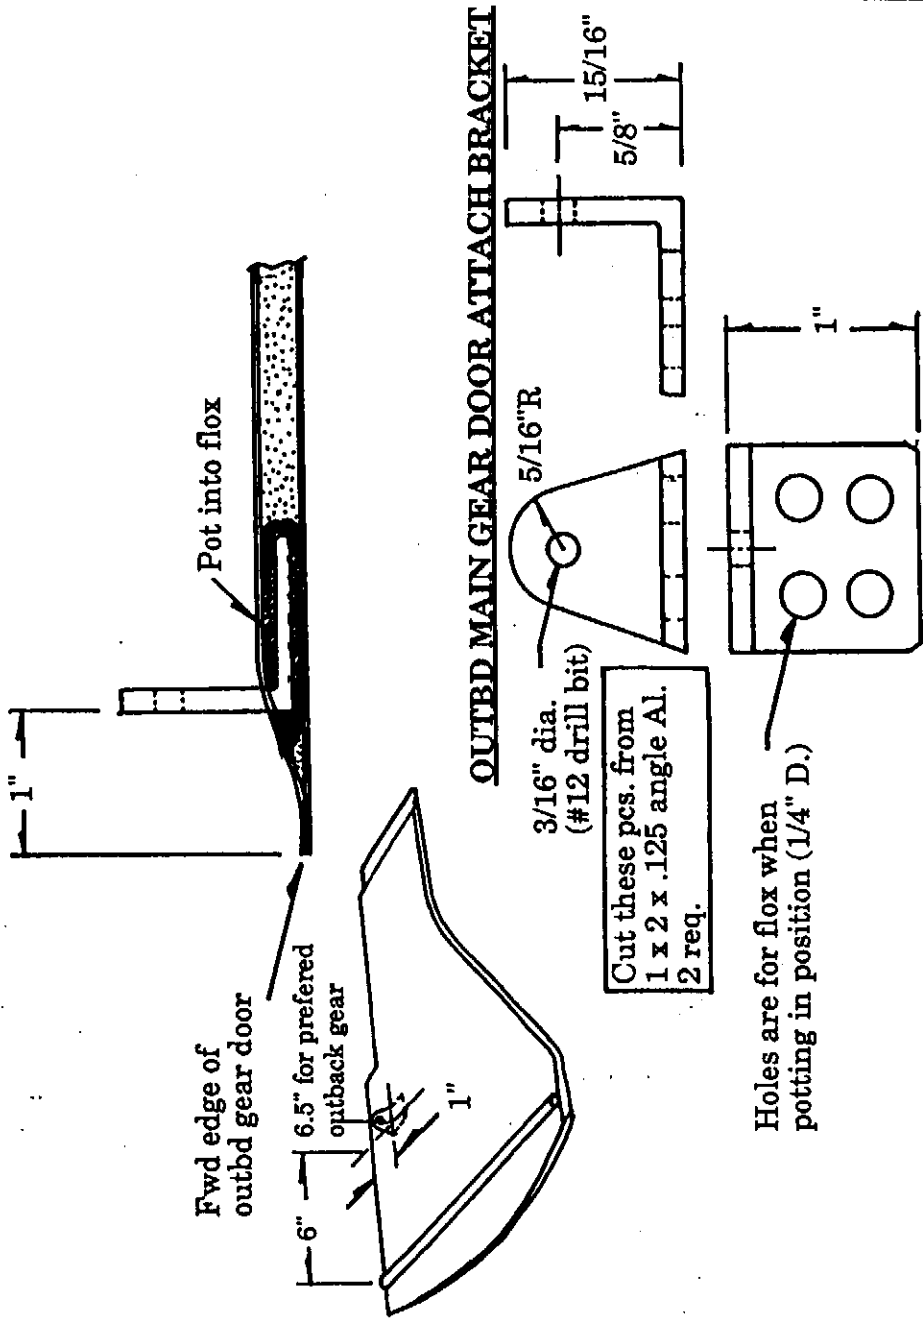 1"
Pot into flox
Fwd edge of
outbd gear door
6"
6.5" for prefered
outback gear
1"
OUTBD MAIN GEAR DOOR ATTACH BRACKET
3/16" dia.
(#12 drill bit)
5/16"R
5/8"
15/16"
Cut these pcs. from
1 x 2 x .125 angle Al.
2 req.
1"
Holes are for flox when
potting in position (1/4" D.)